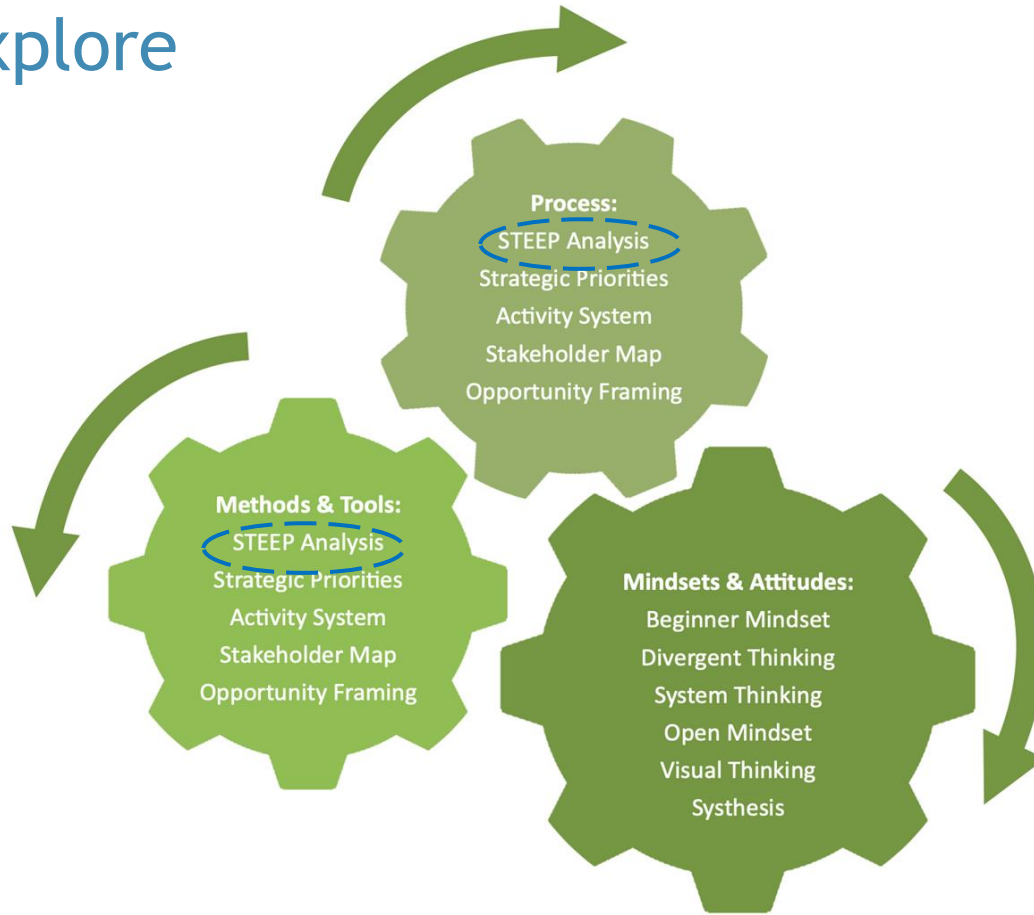 xplore
Process:
STEEP Analysis
Strategic Priorities
Activity System
Stakeholder Map
Opportunity Framing
Methods & Tools:
STEEP Analysis
Strategic Priorities
Activity System
Stakeholder Map
Opportunity Framing
Mindsets & Attitudes:
Beginner Mindset
Divergent Thinking
System Thinking
Open Mindset
Visual Thinking
Systhesis